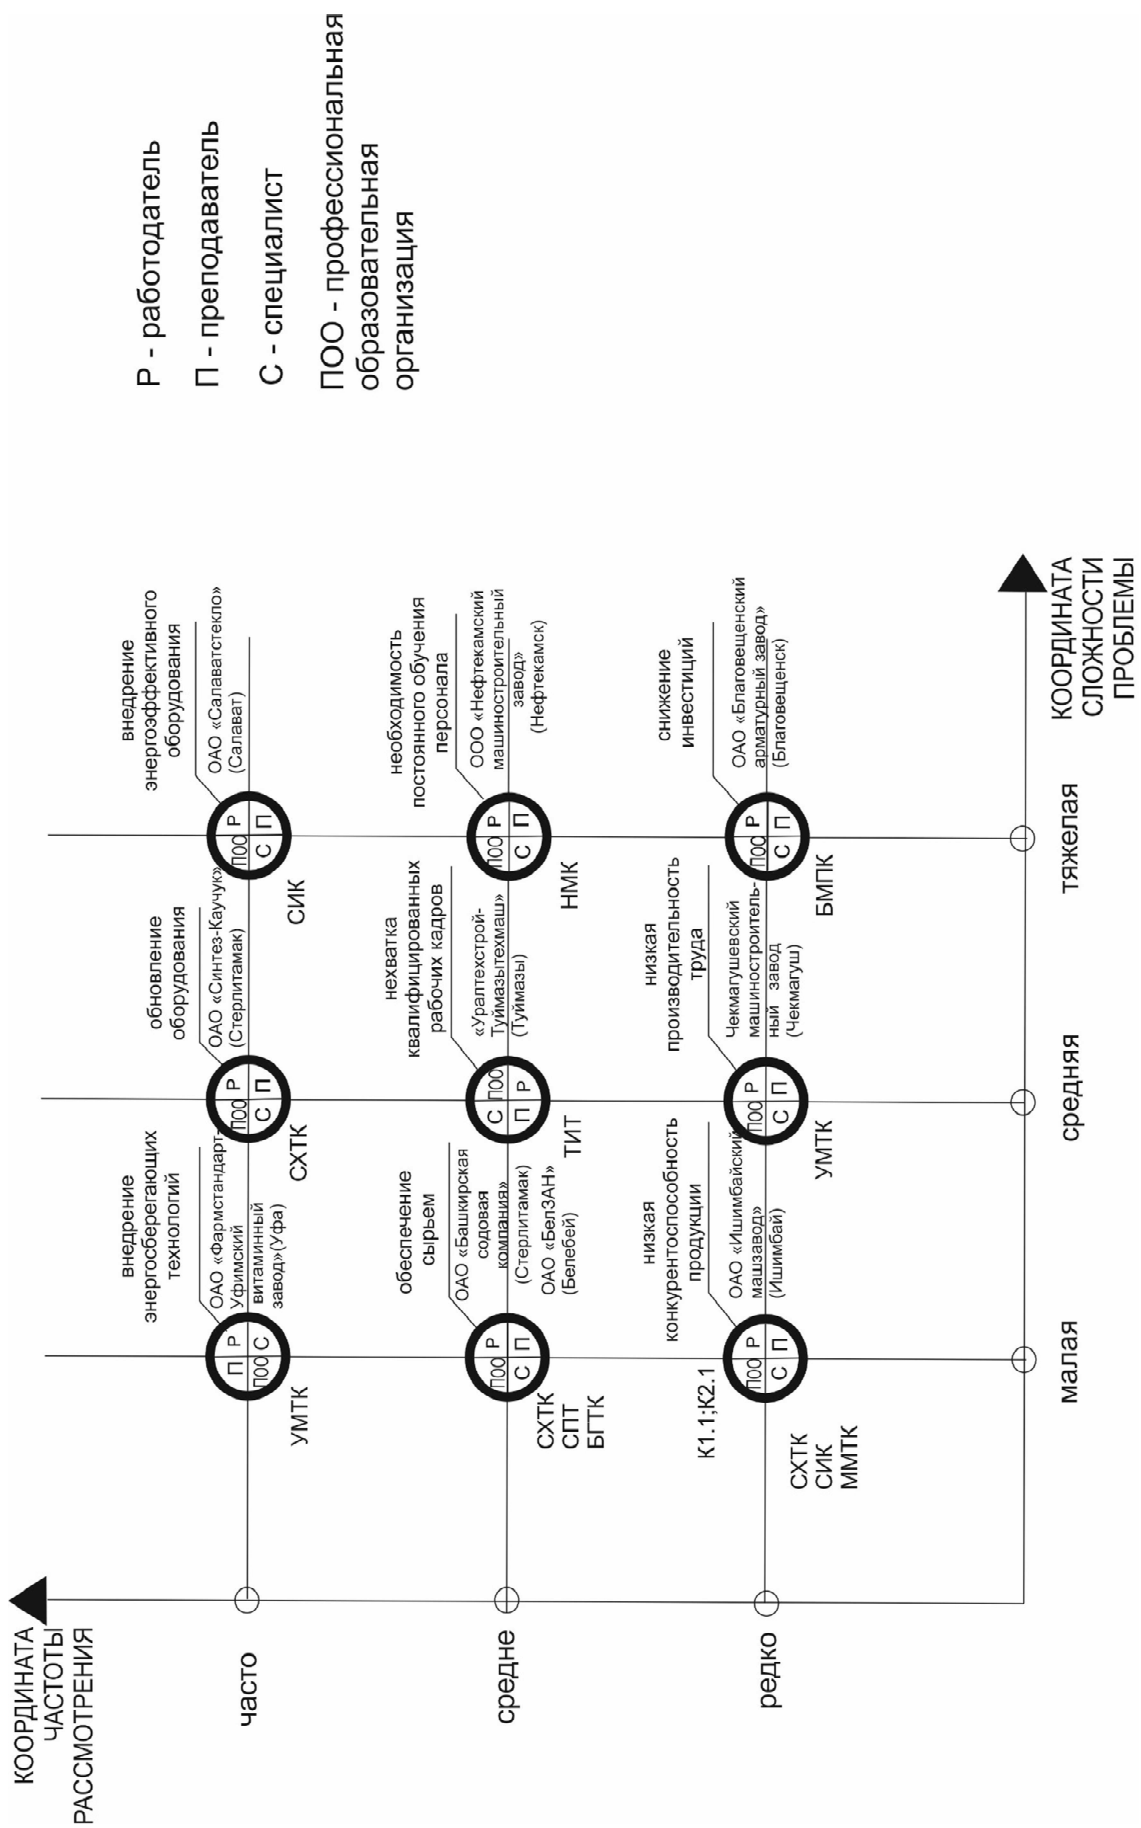 КООРДИНАТА
ЧАСТОТЫ
РАССМОТРЕНИЯ
часто
средне
редко
внедрение
энергосберегающих
технологий
ОАО «Фармстандарт-
Уфимский
витаминный
завод»(Уфа)
П Р
ПОО С
УМТК
обновление
оборудования
ОАО «Синтез-Каучук»
(Стерлитамак)
ПОО Р
С П
СХТК
внедрение
энергоэффективного
оборудования
ОАО «Салаватстекло»
(Салават)
ПОО Р
С П
СИК
обеспечение
сырьем
ОАО «Башкирская
содовая
компания»
(Стерлитамак)
ОАО «БелЗАН»
(Белебей)
ПОО Р
С П
СХТК
СПТ
БГТК
нехватка
квалифицированных
рабочих кадров
«Уралтехстрой-
Туймазытехмаш»
(Туймазы)
С ПОО
П Р
ТИТ
необходимость
постоянного обучения
персонала
ООО «Нефтекамский
машиностроительный
завод»
(Нефтекамск)
ПОО Р
С П
НМК
низкая
конкурентоспособность
продукции
ОАО «Ишимбайский
машзавод»
(Ишимбай)
К1.1;К2.1
ПОО Р
С П
СХТК
СИК
ММТК
низкая
производительность
труда
Чекмагушевский
машиностроитель-
ный завод
(Чекмагуш)
ПОО Р
С П
УМТК
снижение
инвестиций
ОАО «Благовещенский
арматурный завод»
(Благовещенск)
ПОО Р
С П
БМПК
малая
средняя
тяжелая
КООРДИНАТА
СЛОЖНОСТИ
ПРОБЛЕМЫ
Р - работодатель
П - преподаватель
С - специалист
ПОО - профессиональная
образовательная
организация